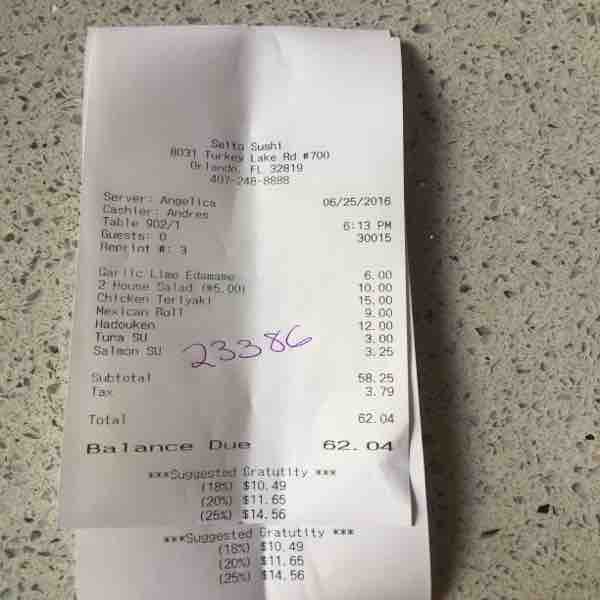 Seito Sushi
8031 Turkey Lake Rd #700
Orlando, FL 32819
407-248-8888
Server: Angelica 06/25/2016
Cashier: Andres
Table 902/1 6:13 PM
Guests: 0 30015
Reprint #: 3
Garlic Lime Edamame 6.00
2 House Salad (@5.00) 10.00
Chicken Teriyaki 15.00
Mexican Roll 9.00
Hadouken 12.00
Tuna SU 3.00
Salmon SU 3.25
23386
Subtotal 58.25
Tax 3.79
Total 62.04
Balance Due 62.04
***Suggested Gratutity ***
(18%) $10.49
(20%) $11.65
(25%) $14.56
***Suggested Gratutity ***
(18%) $10.49
(20%) $11.65
(25%) $14.56